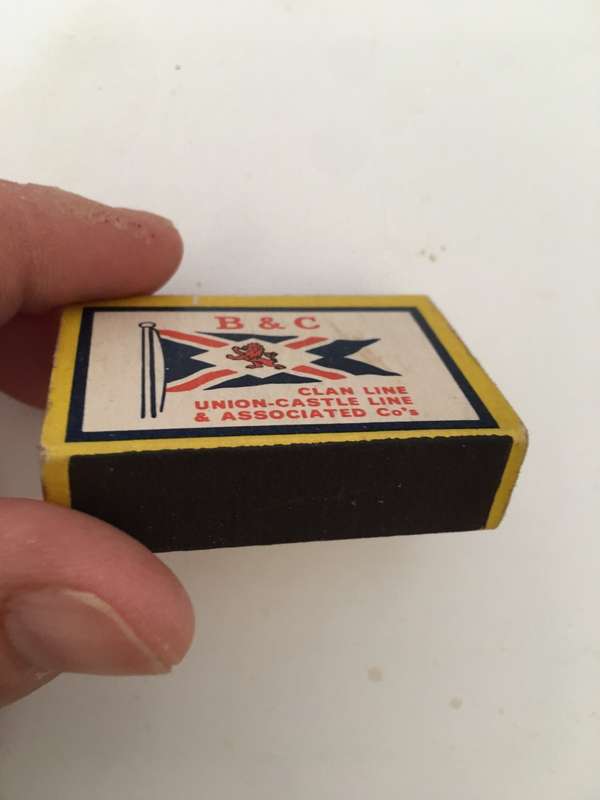 B & C
CLAN LINE
UNION-CASTLE LINE
& ASSOCIATED Co's